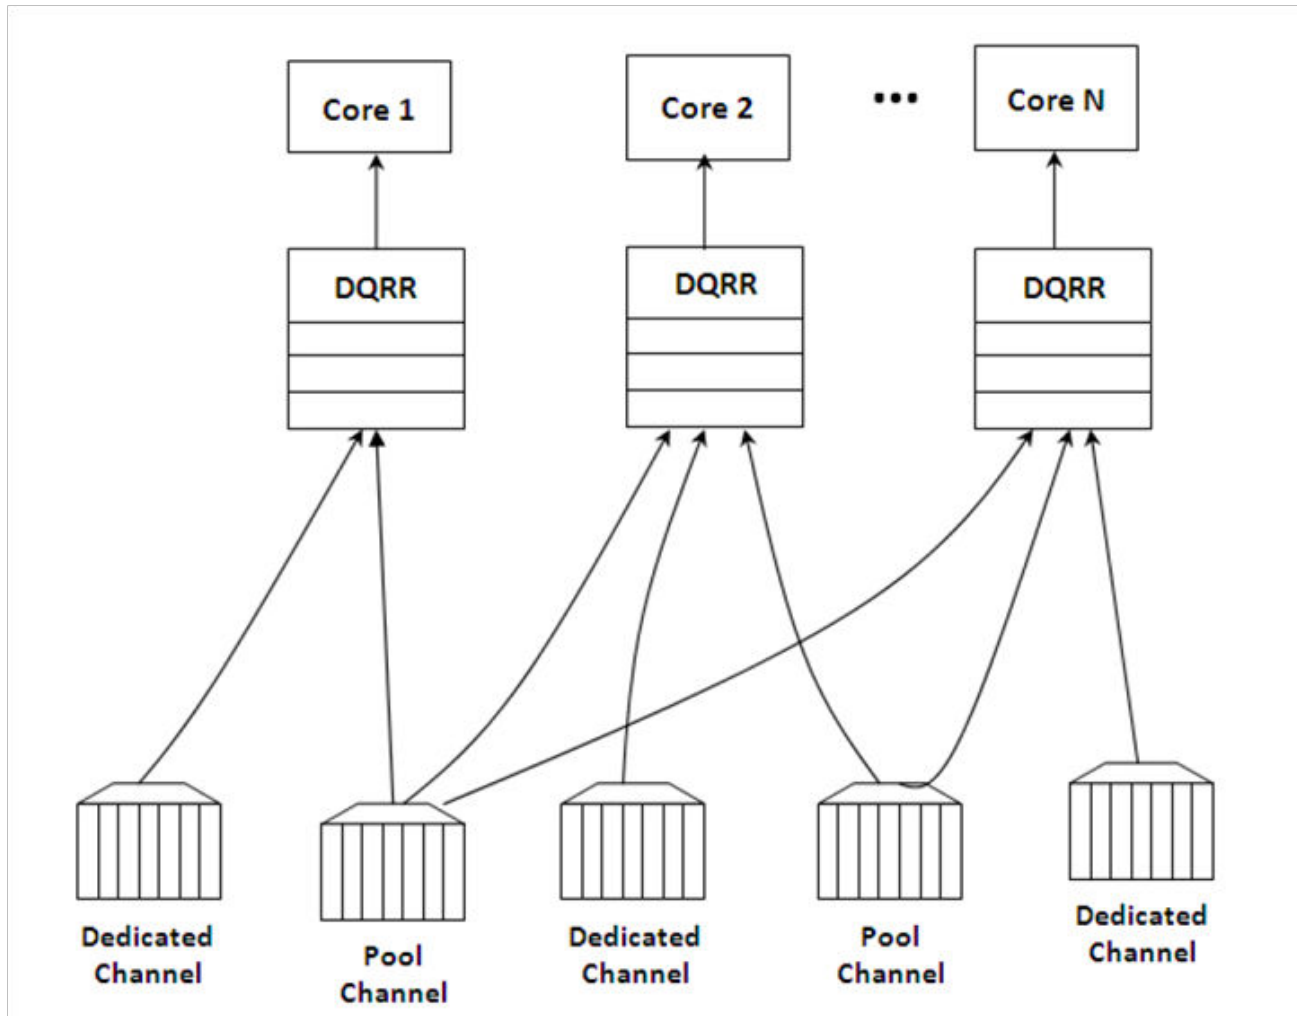 Core 1
Core 2
...
Core N
DQRR
DQRR
DQRR
Dedicated
Channel
Pool
Channel
Dedicated
Channel
Pool
Channel
Dedicated
Channel